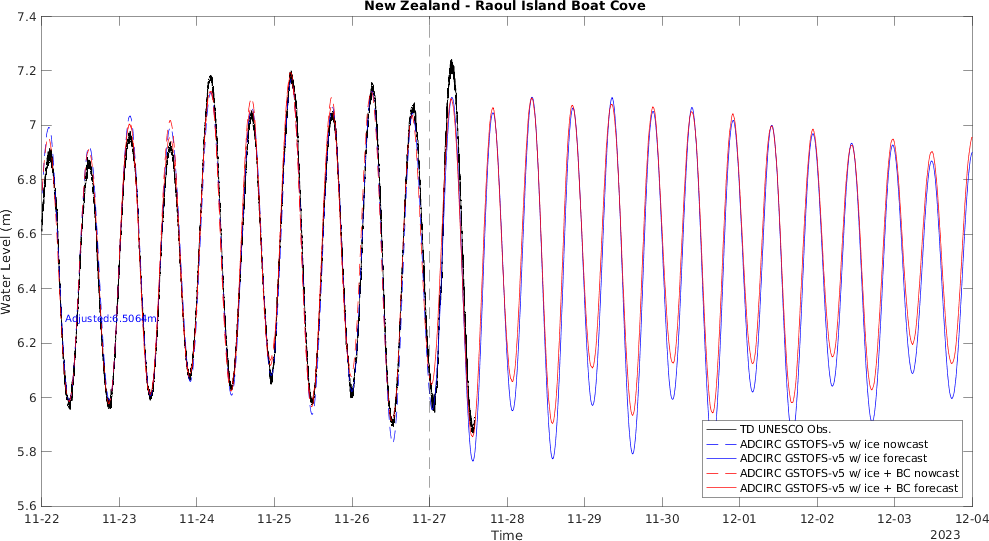 New Zealand - Raoul Island Boat Cove
7.4
7.2
7
6.8
6.6
6.4
6.2
6
5.8
5.6
Water Level (m)
Adjusted:6.5064m
TD UNESCO Obs.
ADCIRC GSTOFS-v5 w/ ice nowcast
ADCIRC GSTOFS-v5 w/ ice forecast
ADCIRC GSTOFS-v5 w/ ice + BC nowcast
ADCIRC GSTOFS-v5 w/ ice + BC forecast
11-22 11-23 11-24 11-25 11-26 11-27 11-28 11-29 11-30 12-01 12-02 12-03 12-04
Time
2023